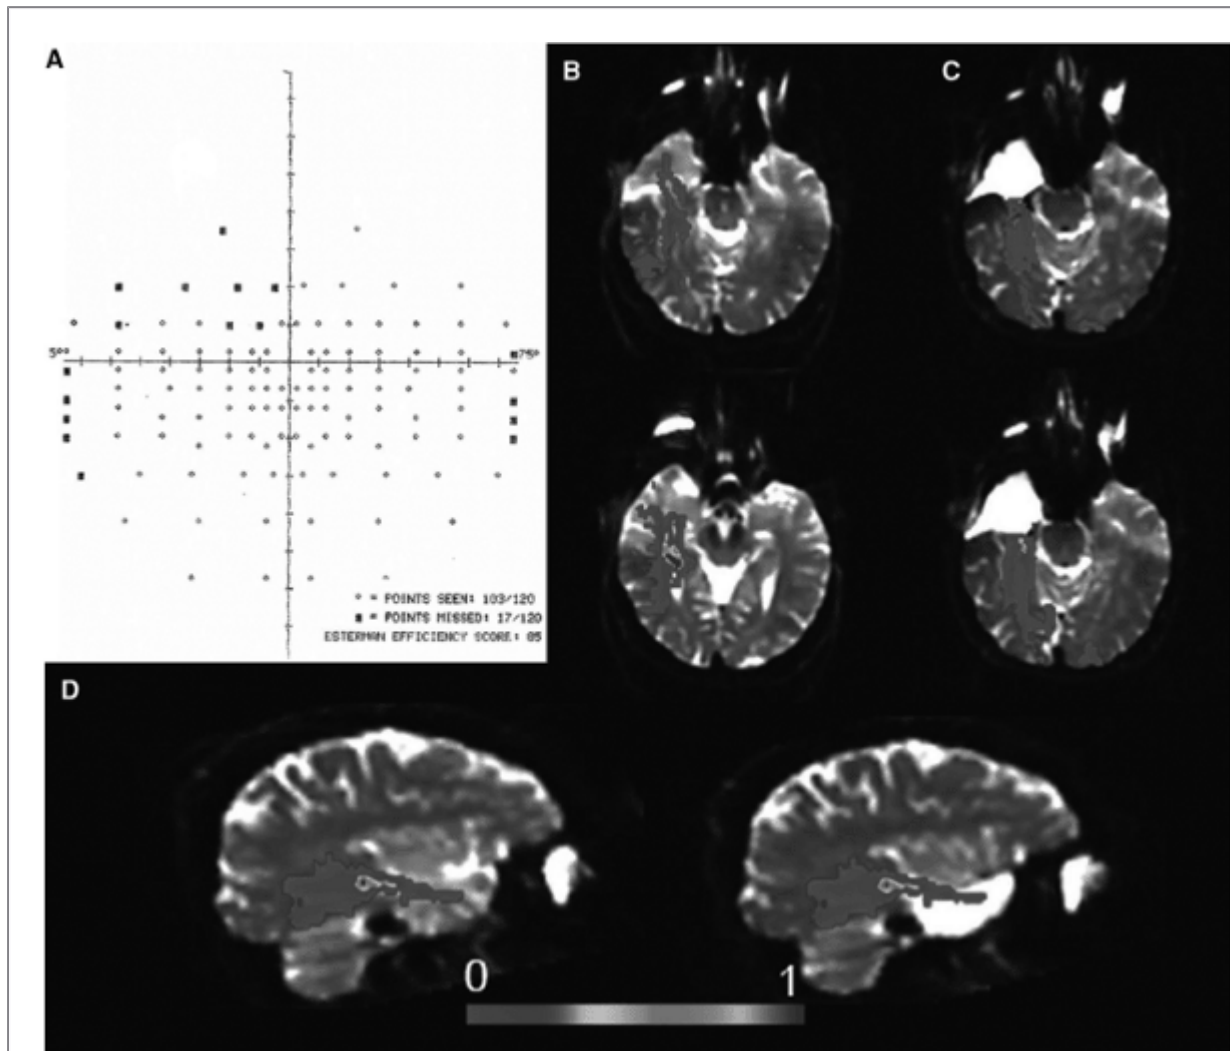 A
B
C
5°°
75°
° = POINTS SEEN: 103/120
■ = POINTS MISSED: 17/120
ESTERMAN EFFICIENCY SCORE: 85
D
0
1